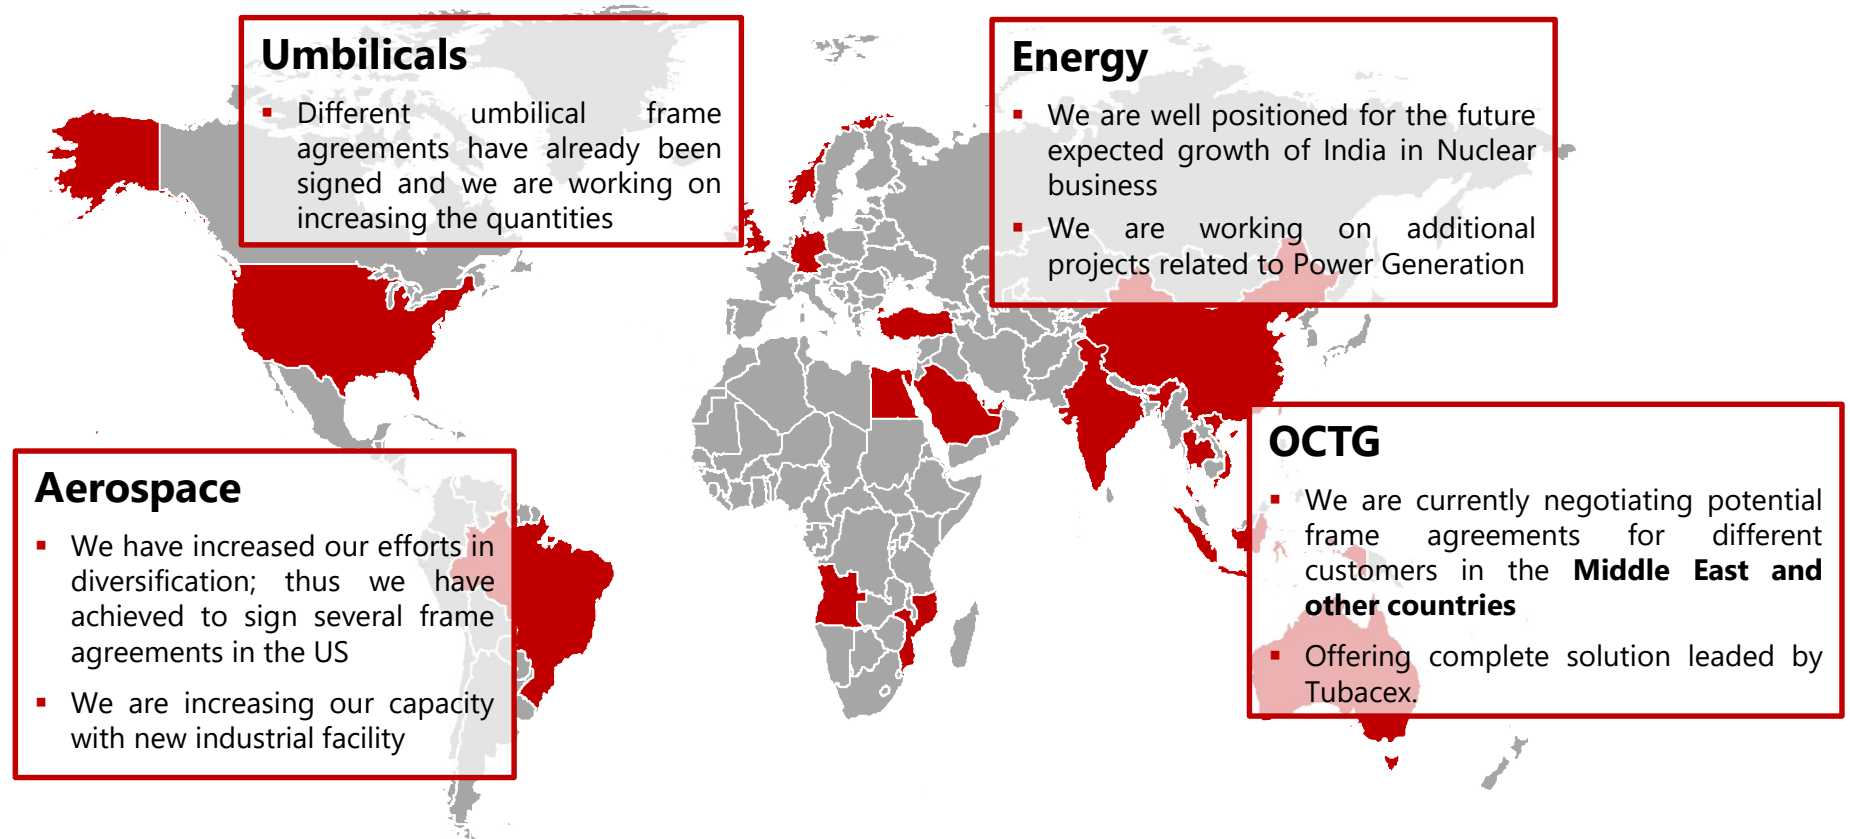 Umbilicals
▪ Different umbilical frame
agreements have already been
signed and we are working on
increasing the quantities
Energy
▪ We are well positioned for the future
expected growth of India in Nuclear
business
▪ We are working on additional
projects related to Power Generation
Aerospace
▪ We have increased our efforts in
diversification; thus we have
achieved to sign several frame
agreements in the US
▪ We are increasing our capacity
with new industrial facility
OCTG
▪ We are currently negotiating potential
frame agreements for different
customers in the Middle East and
other countries
▪ Offering complete solution leaded by
Tubacex.